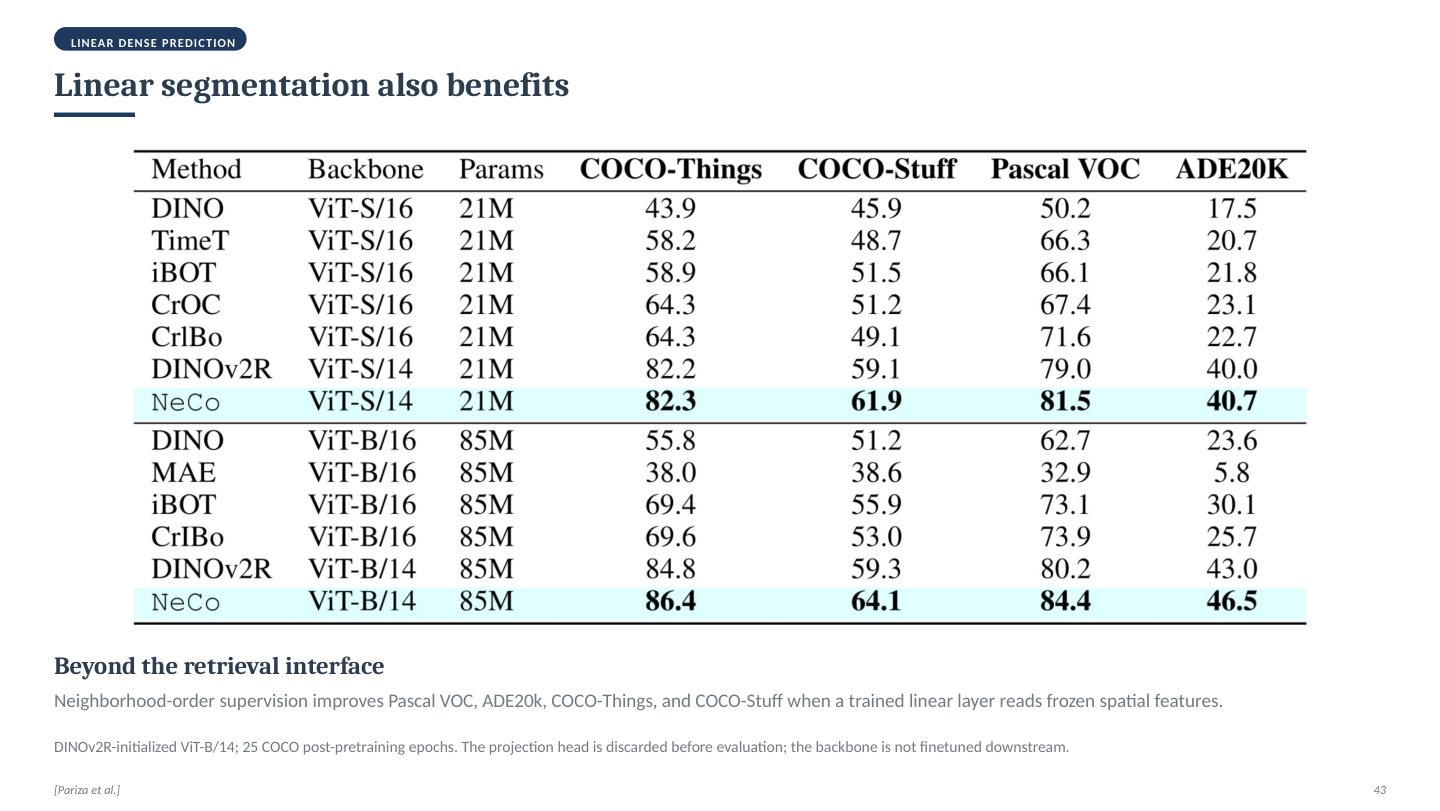 LINEAR DENSE PREDICTION
Linear segmentation also benefits
Method Backbone Params COCO-Things COCO-Stuff Pascal VOC ADE20K
DINO ViT-S/16 21M 43.9 45.9 50.2 17.5
TimeT ViT-S/16 21M 58.2 48.7 66.3 20.7
iBOT ViT-S/16 21M 58.9 51.5 66.1 21.8
CrOC ViT-S/16 21M 64.3 51.2 67.4 23.1
CrlBo ViT-S/16 21M 64.3 49.1 71.6 22.7
DINOv2R ViT-S/14 21M 82.2 59.1 79.0 40.0
NeCo ViT-S/14 21M 82.3 61.9 81.5 40.7
DINO ViT-B/16 85M 55.8 51.2 62.7 23.6
MAE ViT-B/16 85M 38.0 38.6 32.9 5.8
iBOT ViT-B/16 85M 69.4 55.9 73.1 30.1
CrIBo ViT-B/16 85M 69.6 53.0 73.9 25.7
DINOv2R ViT-B/14 85M 84.8 59.3 80.2 43.0
NeCo ViT-B/14 85M 86.4 64.1 84.4 46.5
Beyond the retrieval interface
Neighborhood-order supervision improves Pascal VOC, ADE20k, COCO-Things, and COCO-Stuff when a trained linear layer reads frozen spatial features.
DINOv2R-initialized ViT-B/14; 25 COCO post-pretraining epochs. The projection head is discarded before evaluation; the backbone is not finetuned downstream.
[Pariza et al.]
43